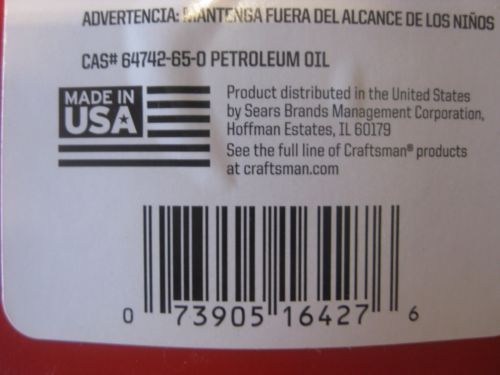 ADVERTENCIA: MANTENGA FUERA DEL ALCANCE DE LOS NIÑOS
CAS# 64742-65-0 PETROLEUM OIL
MADE IN
USA
Product distributed in the United States
by Sears Brands Management Corporation,
Hoffman Estates, IL 60179
See the full line of Craftsman® products
at craftsman.com
0 73905 16427 6